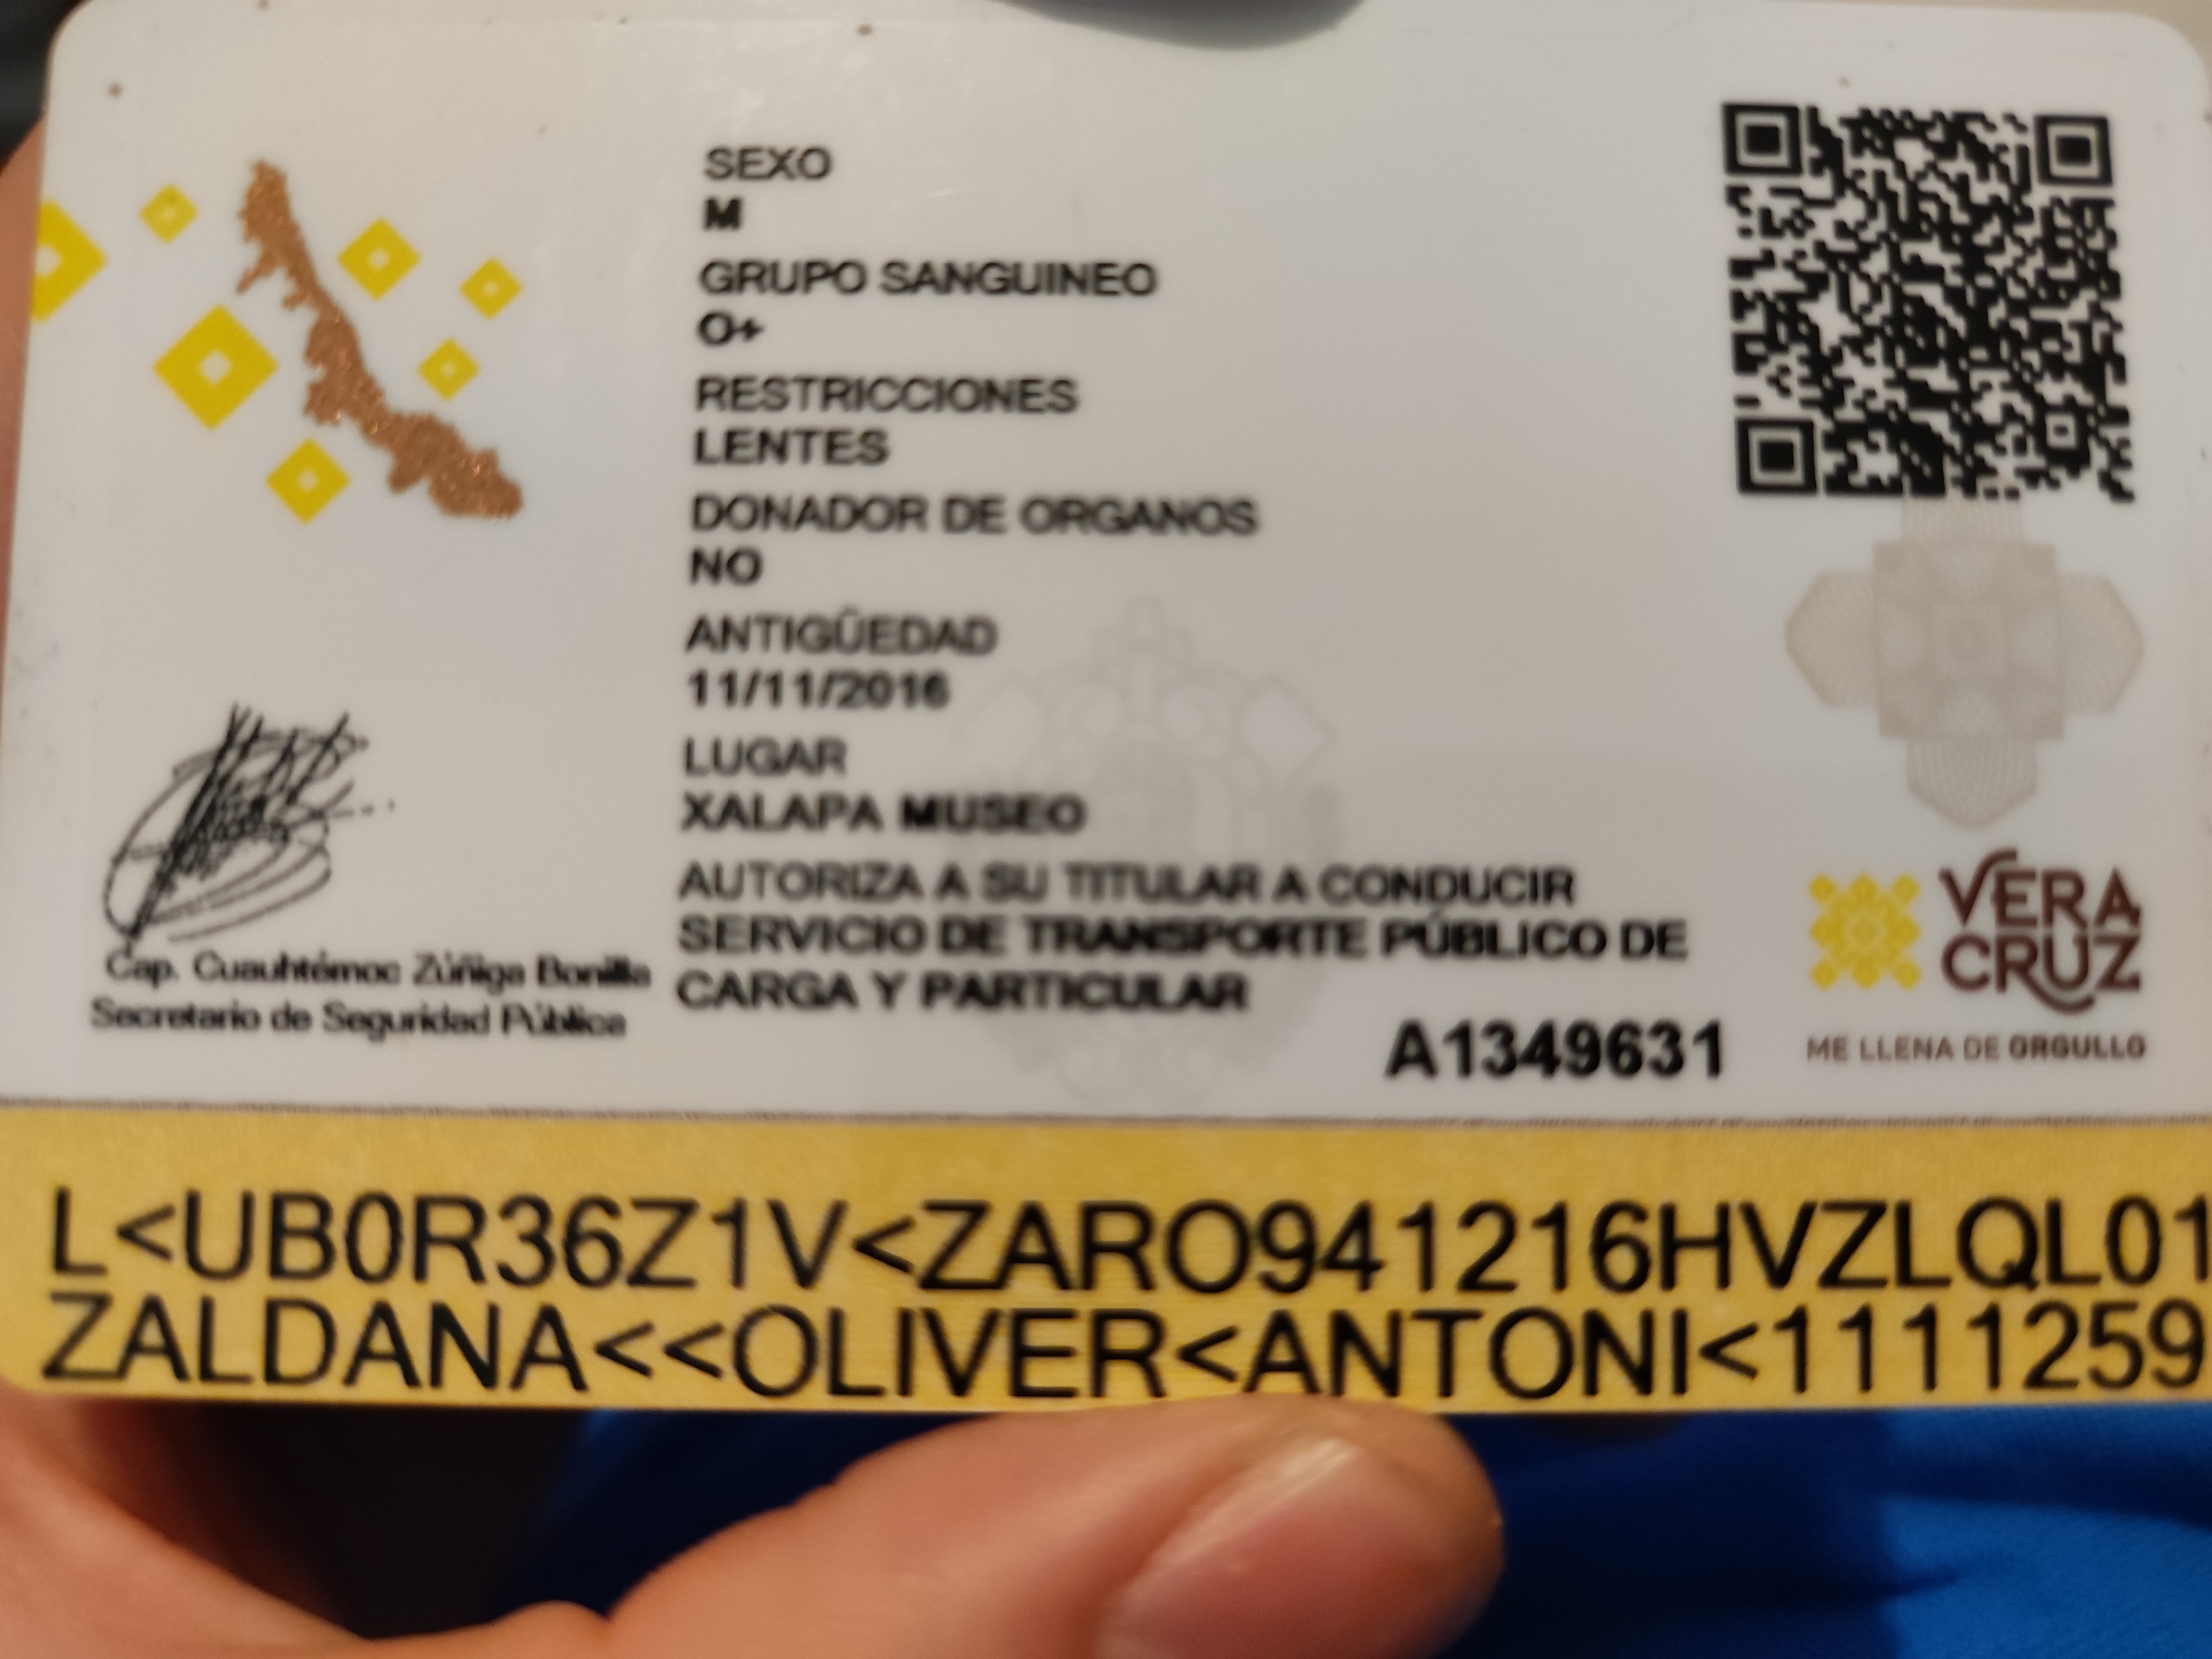 SEXO
M
GRUPO SANGUINEO
O+
RESTRICCIONES
LENTES
DONADOR DE ORGANOS
NO
ANTIGÜEDAD
11/11/2016
LUGAR
XALAPA MUSEO
AUTORIZA A SU TITULAR A CONDUCIR
SERVICIO DE TRANSPORTE PÚBLICO DE
CARGA Y PARTICULAR
Cap. Cuauhtémoc Zúñiga Bonilla
Secretario de Seguridad Pública
A1349631
VERA
CRUZ
ME LLENA DE ORGULLO
L<UB0R36Z1V<ZARO941216HVZLQL01
ZALDANA<<OLIVER<ANTONI<1111259